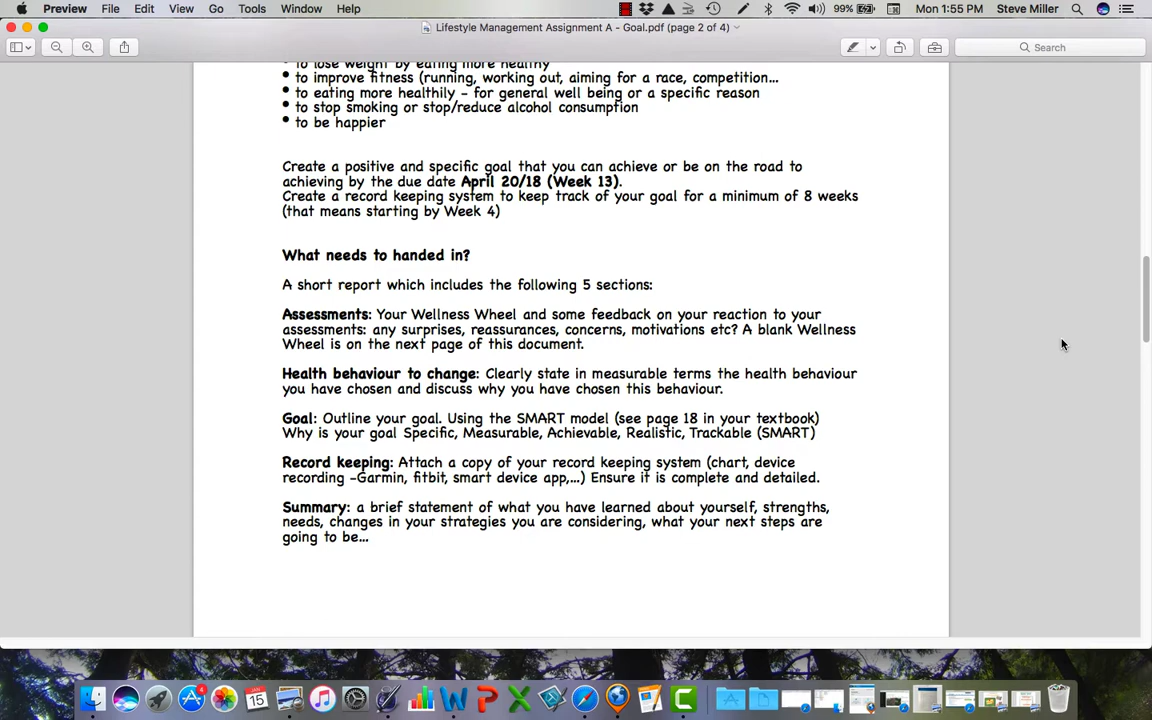 Preview File Edit View Go Tools Window Help 99% Mon 1:55 PM Steve Miller
Lifestyle Management Assignment A - Goal.pdf (page 2 of 4)
Search
to lose weight by eating more healthy
• to improve fitness (running, working out, aiming for a race, competition…
• to eating more healthily – for general well being or a specific reason
• to stop smoking or stop/reduce alcohol consumption
• to be happier
Create a positive and specific goal that you can achieve or be on the road to
achieving by the due date April 20/18 (Week 13).
Create a record keeping system to keep track of your goal for a minimum of 8 weeks
(that means starting by Week 4)
What needs to handed in?
A short report which includes the following 5 sections:
Assessments: Your Wellness Wheel and some feedback on your reaction to your
assessments: any surprises, reassurances, concerns, motivations etc? A blank Wellness
Wheel is on the next page of this document.
Health behaviour to change: Clearly state in measurable terms the health behaviour
you have chosen and discuss why you have chosen this behaviour.
Goal: Outline your goal. Using the SMART model (see page 18 in your textbook)
Why is your goal Specific, Measurable, Achievable, Realistic, Trackable (SMART)
Record keeping: Attach a copy of your record keeping system (chart, device
recording –Garmin, fitbit, smart device app,…) Ensure it is complete and detailed.
Summary: a brief statement of what you have learned about yourself, strengths,
needs, changes in your strategies you are considering, what your next steps are
going to be…
JAN
15
4